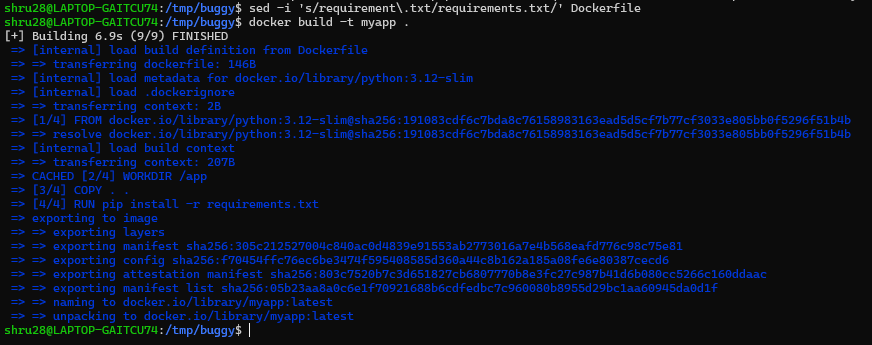 shru28@LAPTOP-GAITCU74:/tmp/buggy$ sed -i 's/requirement\.txt/requirements.txt/' Dockerfile
shru28@LAPTOP-GAITCU74:/tmp/buggy$ docker build -t myapp .
[+] Building 6.9s (9/9) FINISHED
=> [internal] load build definition from Dockerfile
=> => transferring dockerfile: 146B
=> [internal] load metadata for docker.io/library/python:3.12-slim
=> [internal] load .dockerignore
=> => transferring context: 2B
=> [1/4] FROM docker.io/library/python:3.12-slim@sha256:191083cdf6c7bda8c76158983163ead5d5cf7b77cf3033e805bb0f5296f51b4b
=> => resolve docker.io/library/python:3.12-slim@sha256:191083cdf6c7bda8c76158983163ead5d5cf7b77cf3033e805bb0f5296f51b4b
=> [internal] load build context
=> => transferring context: 207B
=> CACHED [2/4] WORKDIR /app
=> [3/4] COPY . .
=> [4/4] RUN pip install -r requirements.txt
=> exporting to image
=> => exporting layers
=> => exporting manifest sha256:305c212527004c840ac0d4839e91553ab2773016a7e4b568eafd776c98c75e81
=> => exporting config sha256:f70454ffc76ec6be3474f595408585d360a44c8b162a185a08fe6e80387cecd6
=> => exporting attestation manifest sha256:803c7520b7c3d651827cb6807770b8e3fc27c987b41d6b080cc5266c160ddaac
=> => exporting manifest list sha256:05b23aa8a0c6e1f70921688b6cdfedbc7c960080b8955d29bc1aa60945da0d1f
=> => naming to docker.io/library/myapp:latest
=> => unpacking to docker.io/library/myapp:latest
shru28@LAPTOP-GAITCU74:/tmp/buggy$